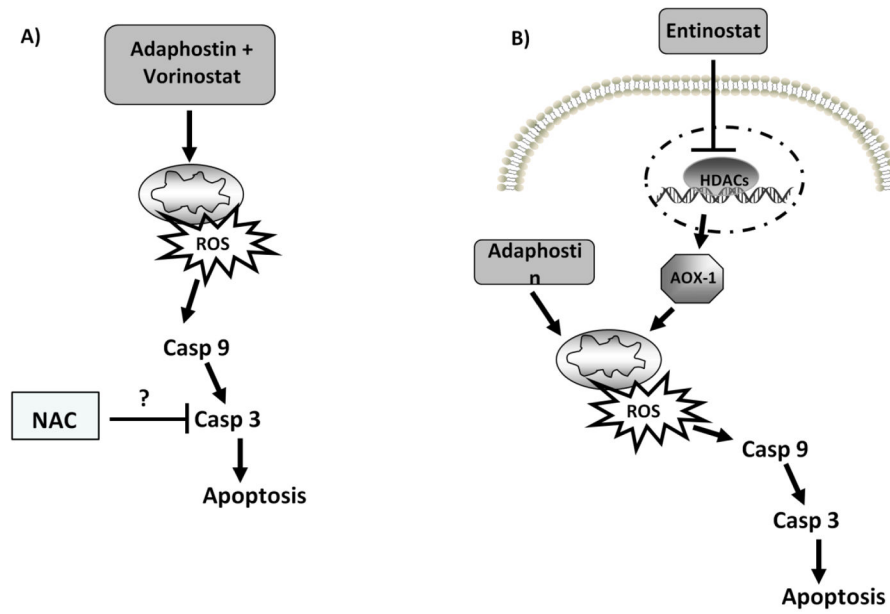 A)
Adaphostin +
Vorinostat
ROS
Casp 9
?
NAC
Casp 3
Apoptosis
B)
Entinostat
HDACs
Adaphosti
n
AOX-1
ROS
Casp 9
Casp 3
Apoptosis